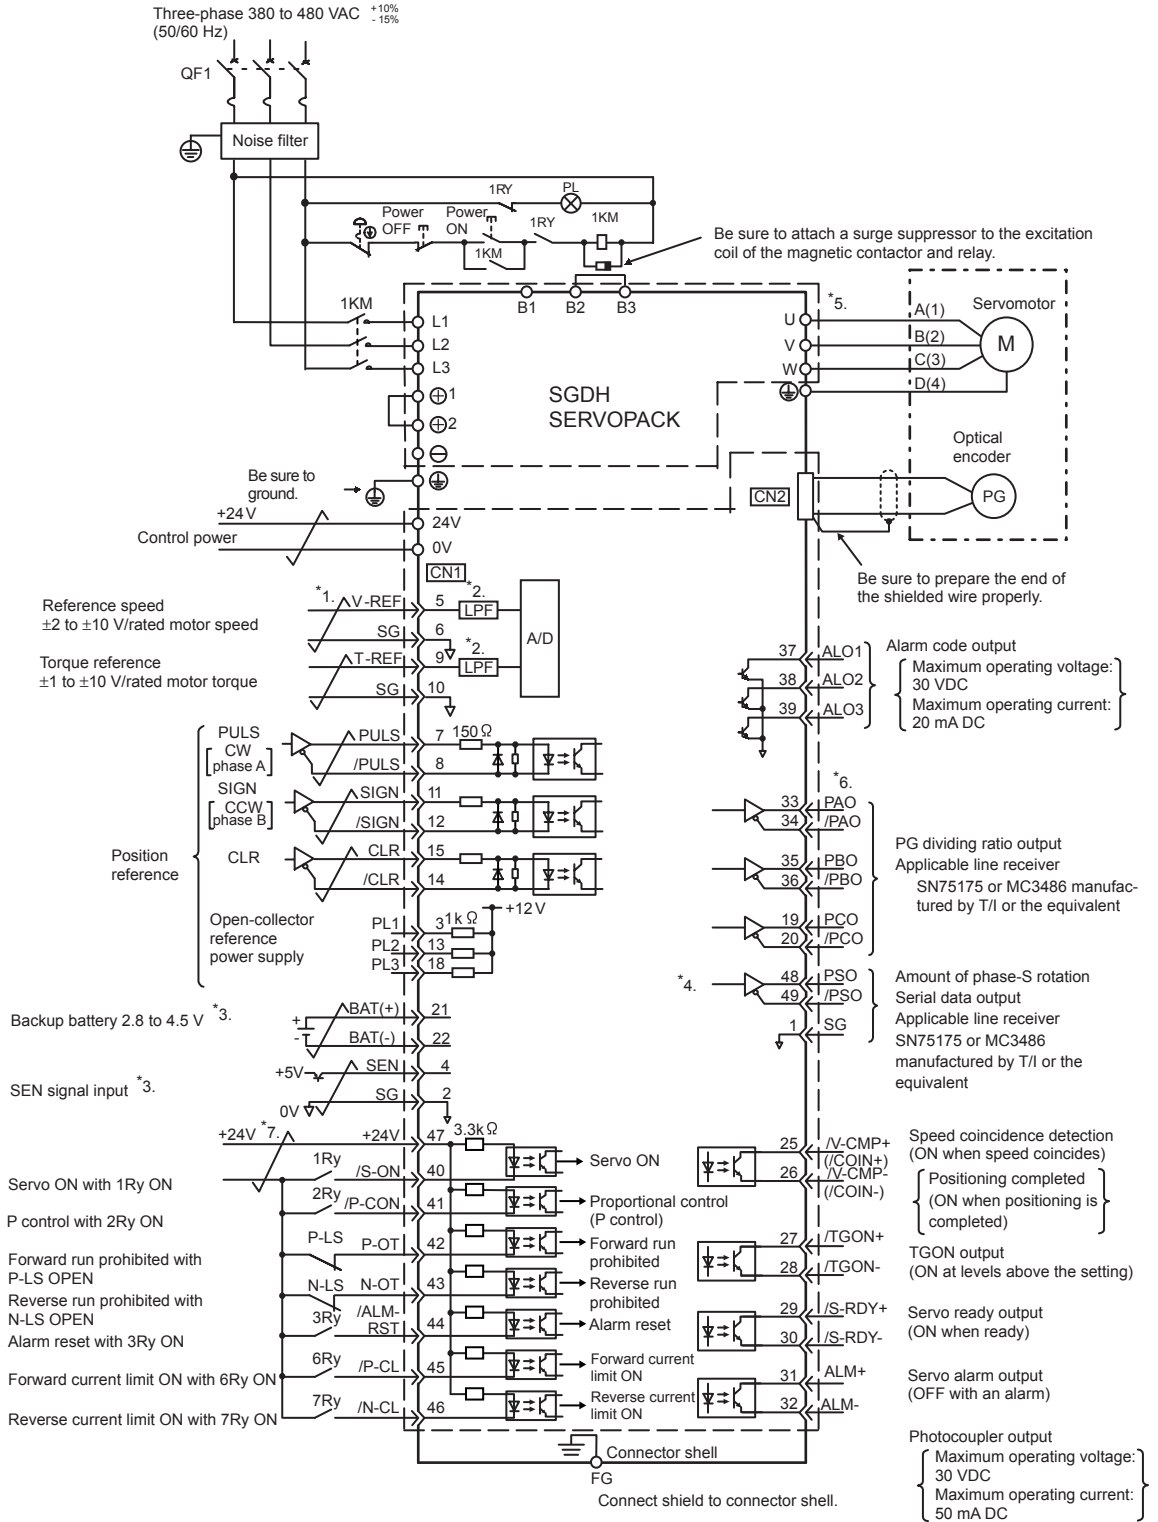 Three-phase 380 to 480 VAC +10% - 15%
(50/60 Hz)
QF1
Noise filter
1RY
PL
Power OFF
Power ON
1KM
1RY
1KM
Be sure to attach a surge suppressor to the excitation
coil of the magnetic contactor and relay.
B1
B2
B3
1KM
L1
L2
L3
1
2
SGDH
SERVOPACK
U
V
W
*5.
A(1)
B(2)
C(3)
D(4)
Servomotor
M
Optical
encoder
PG
CN2
Be sure to prepare the end of
the shielded wire properly.
Be sure to
ground.
+24 V
Control power
24V
0V
CN1
Reference speed
±2 to ±10 V/rated motor speed
*1.
V-REF
5
*2.
LPF
SG
6
A/D
Torque reference
±1 to ±10 V/rated motor torque
T-REF
9
*2.
LPF
SG
10
PULS
CW
phase A
PULS
7
150 Ω
/PULS
8
SIGN
CCW
phase B
SIGN
11
/SIGN
12
Position
reference
CLR
CLR
15
/CLR
14
Open-collector
reference
power supply
+12 V
PL1
3
1k Ω
PL2
13
PL3
18
Backup battery 2.8 to 4.5 V *3.
+
-
BAT(+)
21
BAT(-)
22
SEN signal input *3.
+5V
SEN
4
0V
SG
2
+24V *7.
+24V
47
3.3k Ω
Servo ON with 1Ry ON
1Ry
/S-ON
40
Servo ON
P control with 2Ry ON
2Ry
/P-CON
41
Proportional control
(P control)
Forward run prohibited with
P-LS OPEN
P-LS
P-OT
42
Forward run
prohibited
Reverse run prohibited with
N-LS OPEN
N-LS
N-OT
43
Reverse run
prohibited
Alarm reset with 3Ry ON
3Ry
/ALM-
RST
44
Alarm reset
Forward current limit ON with 6Ry ON
6Ry
/P-CL
45
Forward current
limit ON
Reverse current limit ON with 7Ry ON
7Ry
/N-CL
46
Reverse current
limit ON
37
ALO1
38
ALO2
39
ALO3
Alarm code output
Maximum operating voltage:
30 VDC
Maximum operating current:
20 mA DC
*6.
33
PAO
34
/PAO
35
PBO
36
/PBO
19
PCO
20
/PCO
PG dividing ratio output
Applicable line receiver
SN75175 or MC3486 manufac-
tured by T/I or the equivalent
*4.
48
PSO
49
/PSO
1
SG
Amount of phase-S rotation
Serial data output
Applicable line receiver
SN75175 or MC3486
manufactured by T/I or the
equivalent
25
/V-CMP+
(/COIN+)
26
/V-CMP-
(/COIN-)
Speed coincidence detection
(ON when speed coincides)
Positioning completed
(ON when positioning is
completed)
27
/TGON+
28
/TGON-
TGON output
(ON at levels above the setting)
29
/S-RDY+
30
/S-RDY-
Servo ready output
(ON when ready)
31
ALM+
32
ALM-
Servo alarm output
(OFF with an alarm)
Photocoupler output
Maximum operating voltage:
30 VDC
Maximum operating current:
50 mA DC
Connector shell
FG
Connect shield to connector shell.